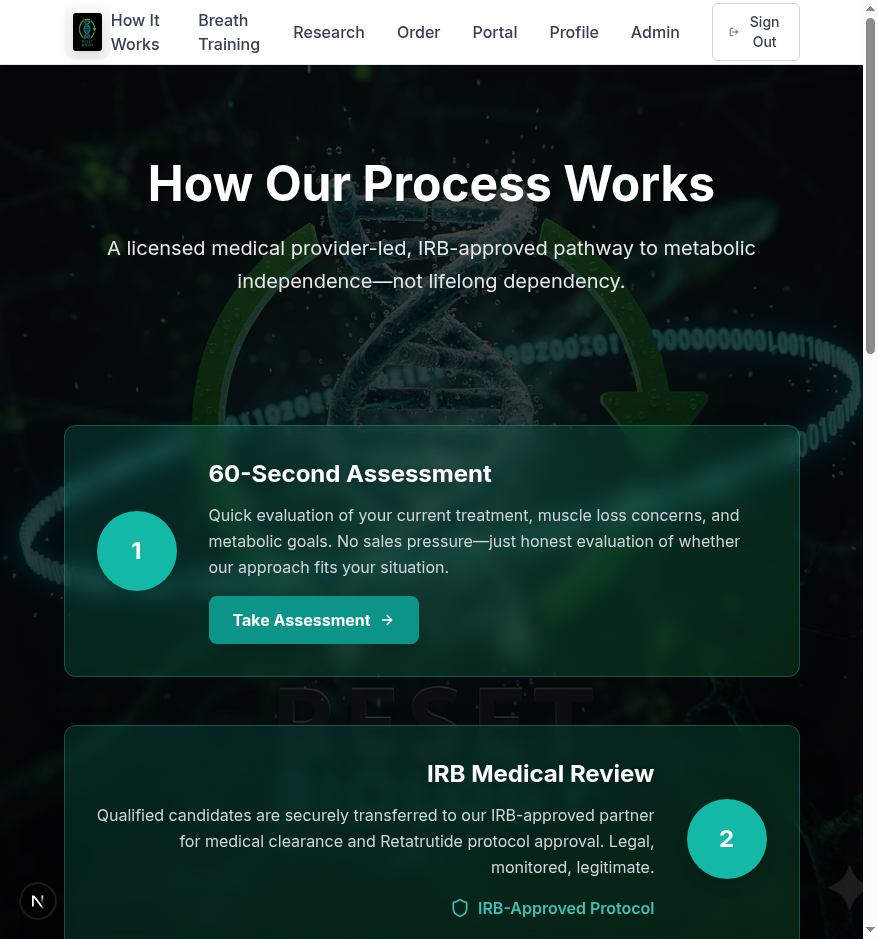 How It Works
Breath Training
Research
Order
Portal
Profile
Admin
Sign Out
How Our Process Works
A licensed medical provider-led, IRB-approved pathway to metabolic
independence—not lifelong dependency.
60-Second Assessment
1
Quick evaluation of your current treatment, muscle loss concerns, and
metabolic goals. No sales pressure—just honest evaluation of whether
our approach fits your situation.
Take Assessment
RESET
IRB Medical Review
Qualified candidates are securely transferred to our IRB-approved partner
for medical clearance and Retatrutide protocol approval. Legal,
monitored, legitimate.
2
IRB-Approved Protocol
N